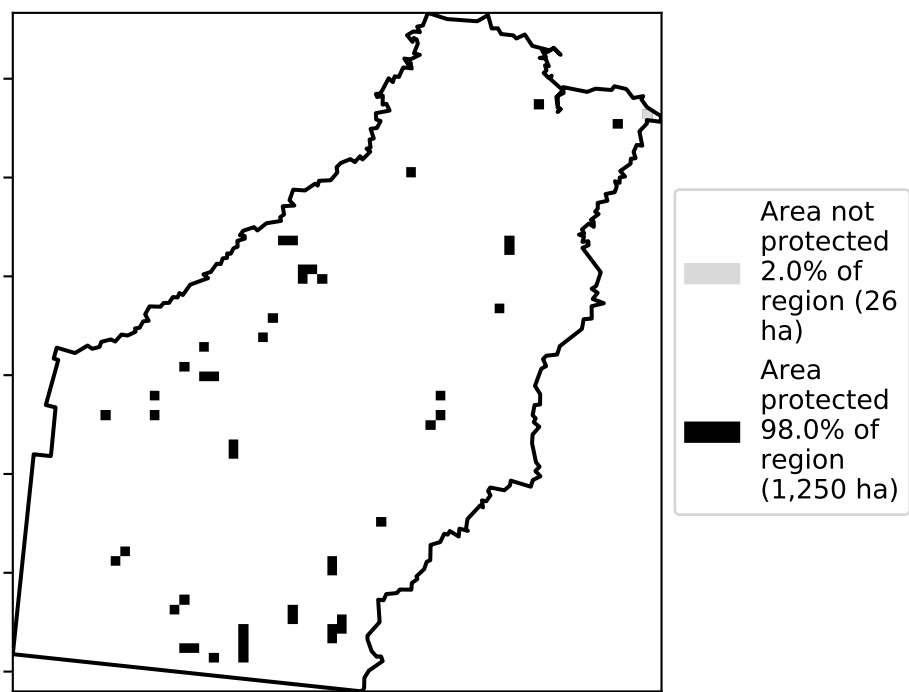 Area not
protected
2.0% of
region (26
ha)
Area
protected
98.0% of
region
(1,250 ha)